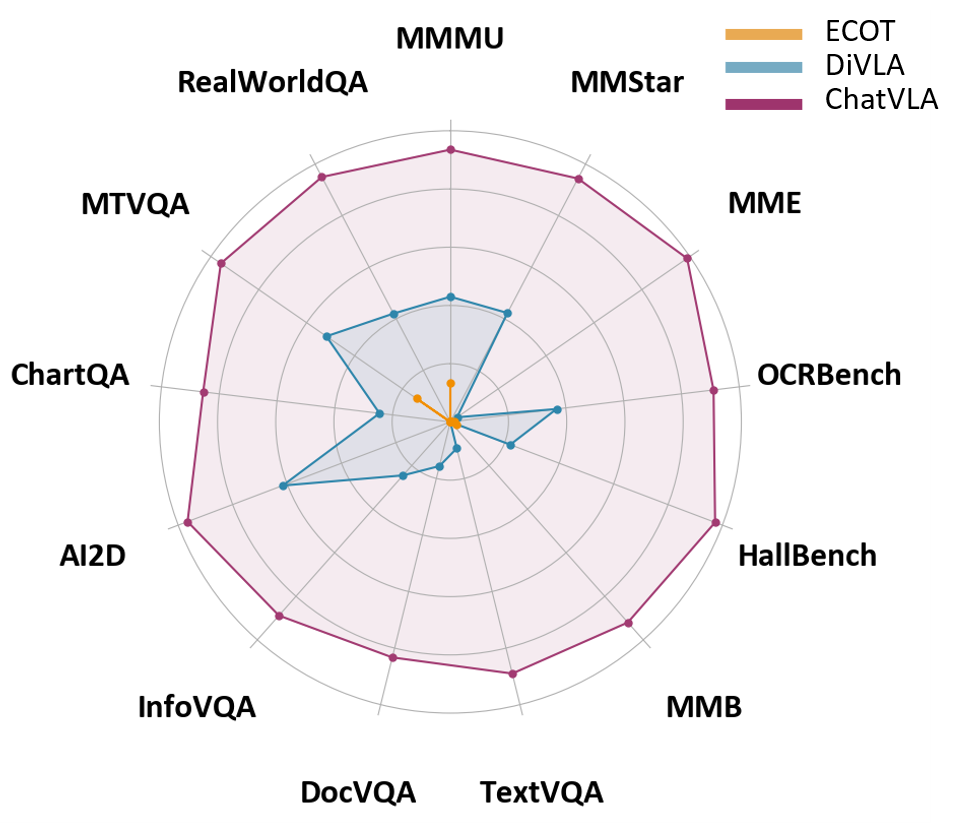 MMMU
ECOT
DiVLA
ChatVLA
RealWorldQA
MMStar
MTVQA
MME
ChartQA
OCRBench
AI2D
HallBench
InfoVQA
MMB
DocVQA
TextVQA